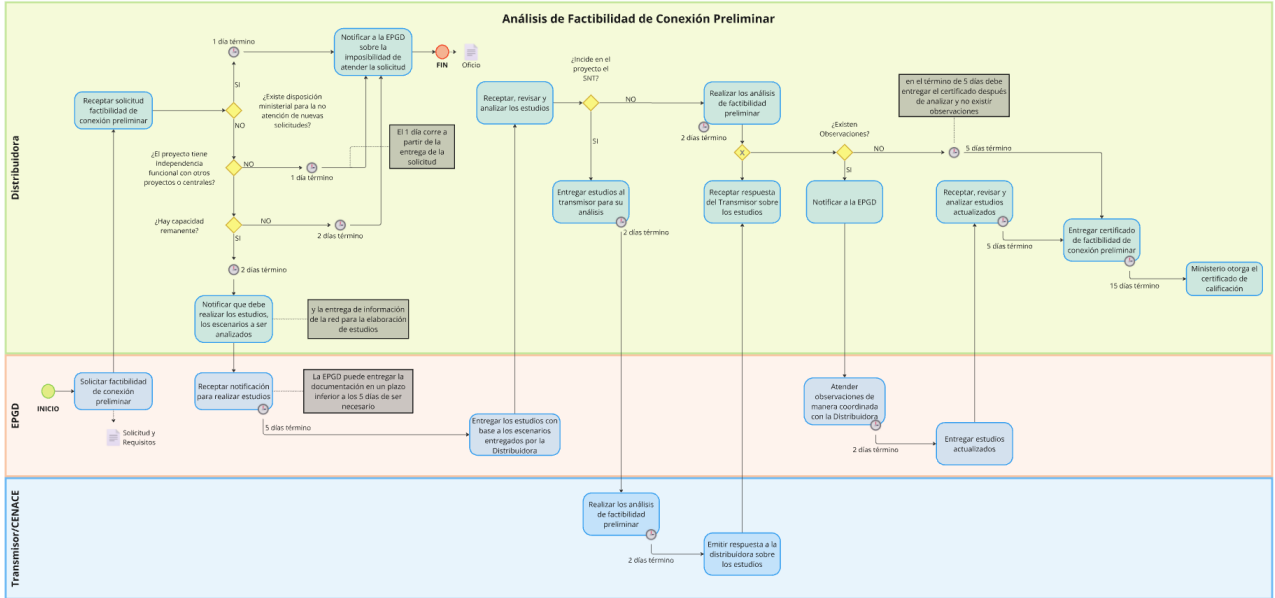 Análisis de Factibilidad de Conexión Preliminar
Distribuidora
1 día término
Notificar a la EPGD
sobre la
imposibilidad de
atender la solicitud
FIN
Oficio
SI
Receptar solicitud
factibilidad de
conexión preliminar
¿Existe disposición
ministerial para la no
atención de nuevas
solicitudes?
NO
El 1 día corre a
partir de la
entrega de la
solicitud
¿El proyecto tiene
independencia
funcional con otros
proyectos o centrales?
NO
1 día término
¿Hay capacidad
remanente?
NO
2 días término
SI
2 días término
Notificar que debe
realizar los estudios,
los escenarios a ser
analizados
y la entrega de información
de la red para la elaboración
de estudios
Receptar, revisar y
analizar los estudios
¿Incide en el
proyecto el
SNT?
NO
SI
Realizar los análisis
de factibilidad
preliminar
2 días término
X
Entregar estudios al
transmisor para su
análisis
2 días término
Receptar respuesta
del Transmisor sobre
los estudios
¿Existen
Observaciones?
NO
SI
Notificar a la EPGD
en el término de 5 días debe
entregar el certificado después
de analizar y no existir
observaciones
5 días término
Receptar, revisar y
analizar estudios
actualizados
5 días término
Entregar certificado
de factibilidad de
conexión preliminar
15 días término
Ministerio otorga el
certificado de
calificación
EPGD
INICIO
Solicitar factibilidad
de conexión
preliminar
Solicitud y
Requisitos
Receptar notificación
para realizar estudios
La EPGD puede entregar la
documentación en un plazo
inferior a los 5 días de ser
necesario
5 días término
Entregar los estudios con
base a los escenarios
entregados por la
Distribuidora
Atender
observaciones de
manera coordinada
con la Distribuidora
2 días término
Entregar estudios
actualizados
Transmisor/CENACE
Realizar los análisis
de factibilidad
preliminar
2 días término
Emitir respuesta a la
distribuidora sobre
los estudios